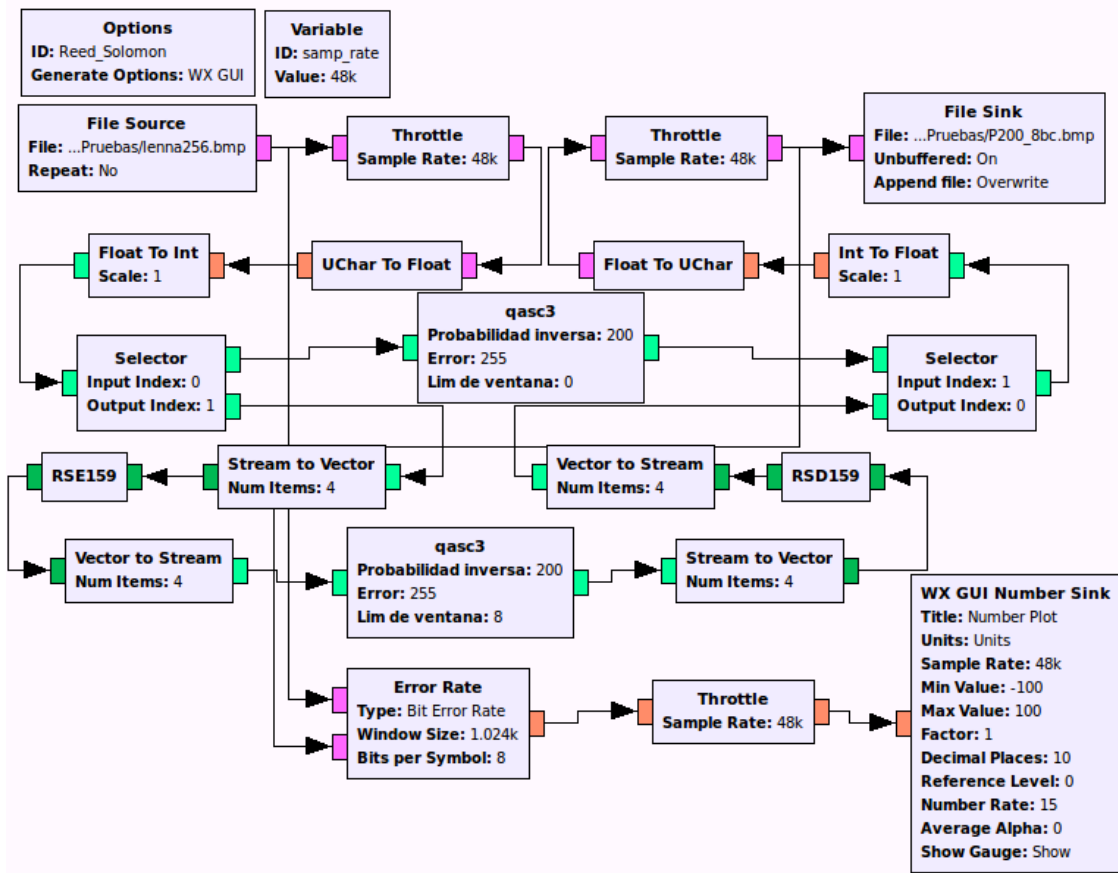 Options
ID: Reed_Solomon
Generate Options: WX GUI
Variable
ID: samp_rate
Value: 48k
File Source
File: ...Pruebas/lenna256.bmp
Repeat: No
Throttle
Sample Rate: 48k
Throttle
Sample Rate: 48k
File Sink
File: ...Pruebas/P200_8bc.bmp
Unbuffered: On
Append file: Overwrite
Float To Int
Scale: 1
UChar To Float
Float To UChar
Int To Float
Scale: 1
qasc3
Probabilidad inversa: 200
Error: 255
Lim de ventana: 0
Selector
Input Index: 0
Output Index: 1
Selector
Input Index: 1
Output Index: 0
RSE159
Stream to Vector
Num Items: 4
Vector to Stream
Num Items: 4
RSD159
Vector to Stream
Num Items: 4
qasc3
Probabilidad inversa: 200
Error: 255
Lim de ventana: 8
Stream to Vector
Num Items: 4
WX GUI Number Sink
Title: Number Plot
Units: Units
Sample Rate: 48k
Min Value: -100
Max Value: 100
Factor: 1
Decimal Places: 10
Reference Level: 0
Number Rate: 15
Average Alpha: 0
Show Gauge: Show
Error Rate
Type: Bit Error Rate
Window Size: 1.024k
Bits per Symbol: 8
Throttle
Sample Rate: 48k